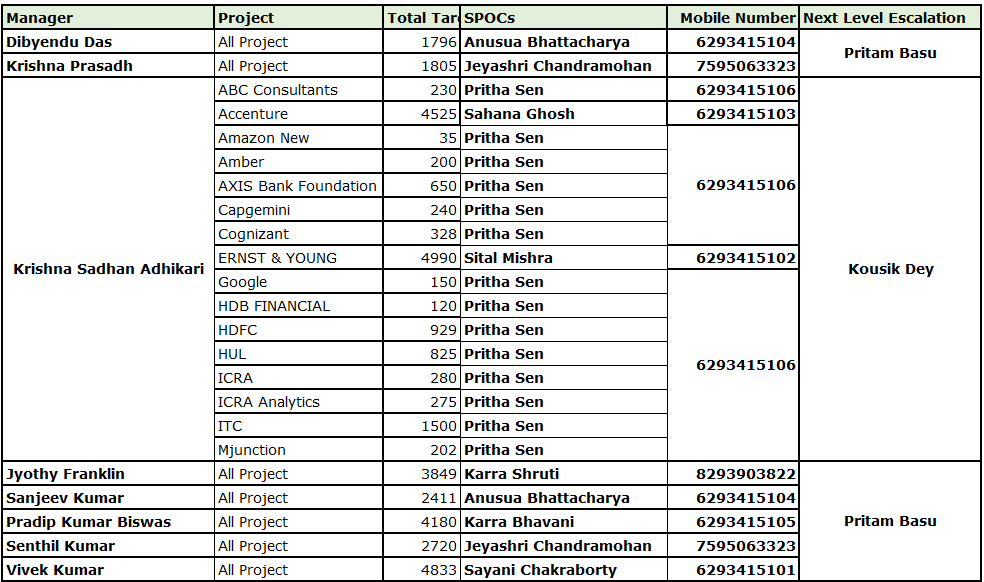 Manager Project Total Tar SPOCs Mobile Number Next Level Escalation
Dibyendu Das All Project 1796 Anusua Bhattacharya 6293415104
Pritam Basu
Krishna Prasadh All Project 1805 Jeyashri Chandramohan 7595063323
ABC Consultants 230 Pritha Sen 6293415106
Accenture 4525 Sahana Ghosh 6293415103
Amazon New 35 Pritha Sen
Amber 200 Pritha Sen
AXIS Bank Foundation 650 Pritha Sen 6293415106
Capgemini 240 Pritha Sen
Cognizant 328 Pritha Sen
ERNST & YOUNG 4990 Sital Mishra 6293415102
Krishna Sadhan Adhikari Kousik Dey
Google 150 Pritha Sen
HDB FINANCIAL 120 Pritha Sen
HDFC 929 Pritha Sen
HUL 825 Pritha Sen
6293415106
ICRA 280 Pritha Sen
ICRA Analytics 275 Pritha Sen
ITC 1500 Pritha Sen
Mjunction 202 Pritha Sen
Jyothy Franklin All Project 3849 Karra Shruti 8293903822
Sanjeev Kumar All Project 2411 Anusua Bhattacharya 6293415104
Pradip Kumar Biswas All Project 4180 Karra Bhavani 6293415105 Pritam Basu
Senthil Kumar All Project 2720 Jeyashri Chandramohan 7595063323
Vivek Kumar All Project 4833 Sayani Chakraborty 6293415101